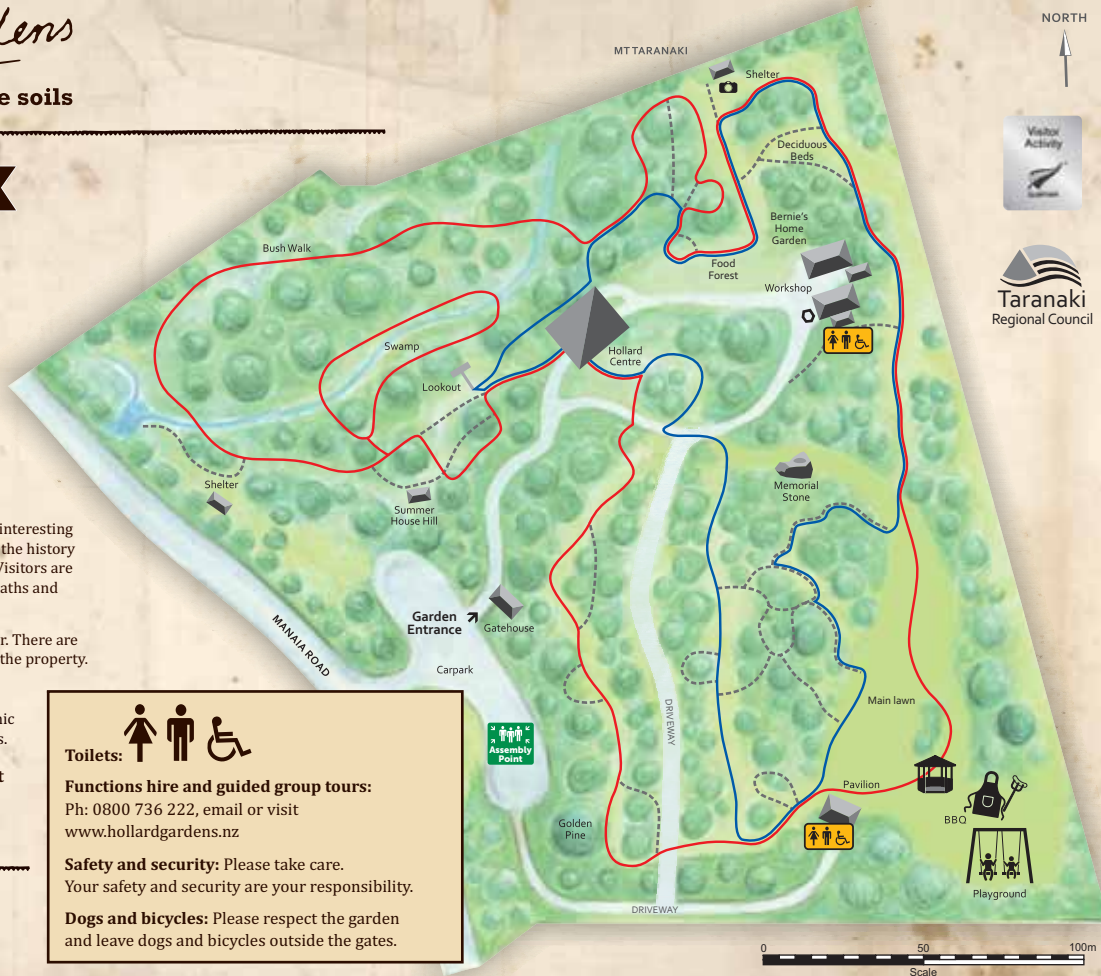 lens
e soils
interesting
the history
Visitors are
aths and
r. There are
the property.
nic
s.
t
NORTH
MT TARANAKI
Shelter
Deciduous
Beds
Bernie's
Home
Garden
Food
Forest
Workshop
Bush Walk
Swamp
Lookout
Hollard
Centre
Shelter
Summer
House Hill
Memorial
Stone
Garden
Entrance
Gatehouse
MANAIA ROAD
Carpark
Assembly
Point
DRIVEWAY
Main lawn
Pavilion
BBQ
Golden
Pine
Playground
DRIVEWAY
0 50 100m
Scale
Visitor
Activity
Taranaki
Regional Council
Toilets:
Functions hire and guided group tours:
Ph: 0800 736 222, email or visit
www.hollardgardens.nz
Safety and security: Please take care.
Your safety and security are your responsibility.
Dogs and bicycles: Please respect the garden
and leave dogs and bicycles outside the gates.